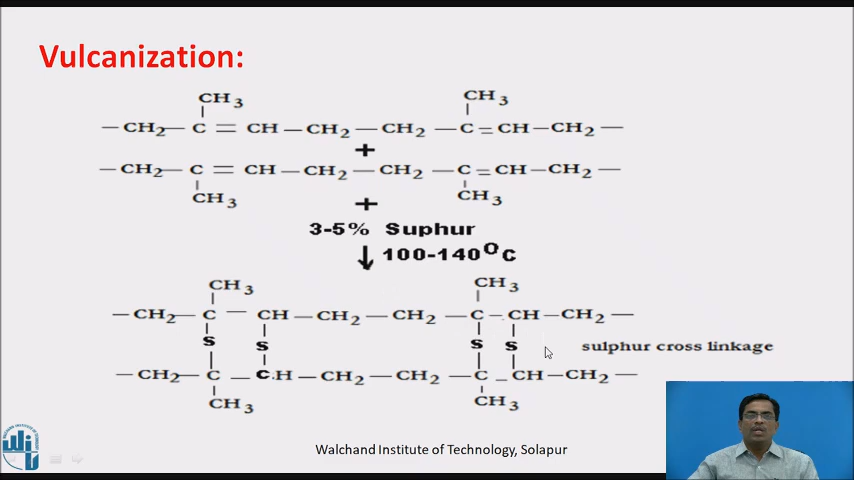 Vulcanization:
CH3 CH3
—CH2—C=CH—CH2—CH2—C=CH—CH2—
+
—CH2—C=CH—CH2—CH2—C=CH—CH2—
CH3 CH3
+
3-5% Suphur
↓ 100-140°C
CH3 CH3
—CH2—C—CH—CH2—CH2—C-CH—CH2—
S S S S
sulphur cross linkage
—CH2—C—C.H—CH2—CH2—C-CH—CH2—
CH3 CH3
Walchand Institute of Technology, Solapur